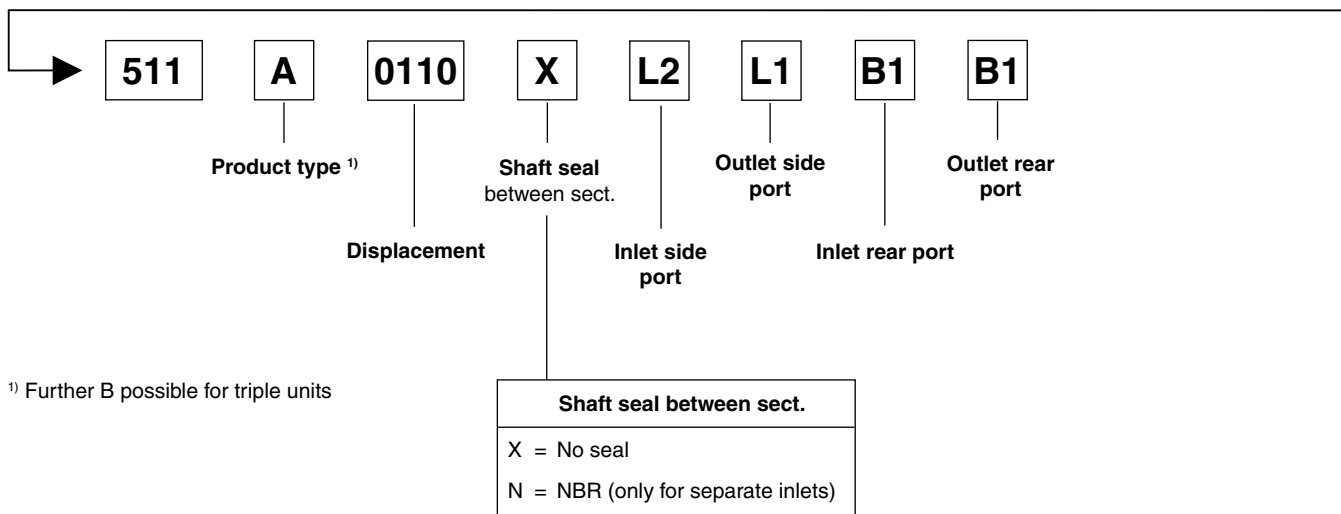 511 A 0110 X L2 L1 B1 B1
Product type 1)
Shaft seal
between sect.
Outlet side
port
Outlet rear
port
Displacement
Inlet side
port
Inlet rear port
1) Further B possible for triple units
Shaft seal between sect.
X = No seal
N = NBR (only for separate inlets)